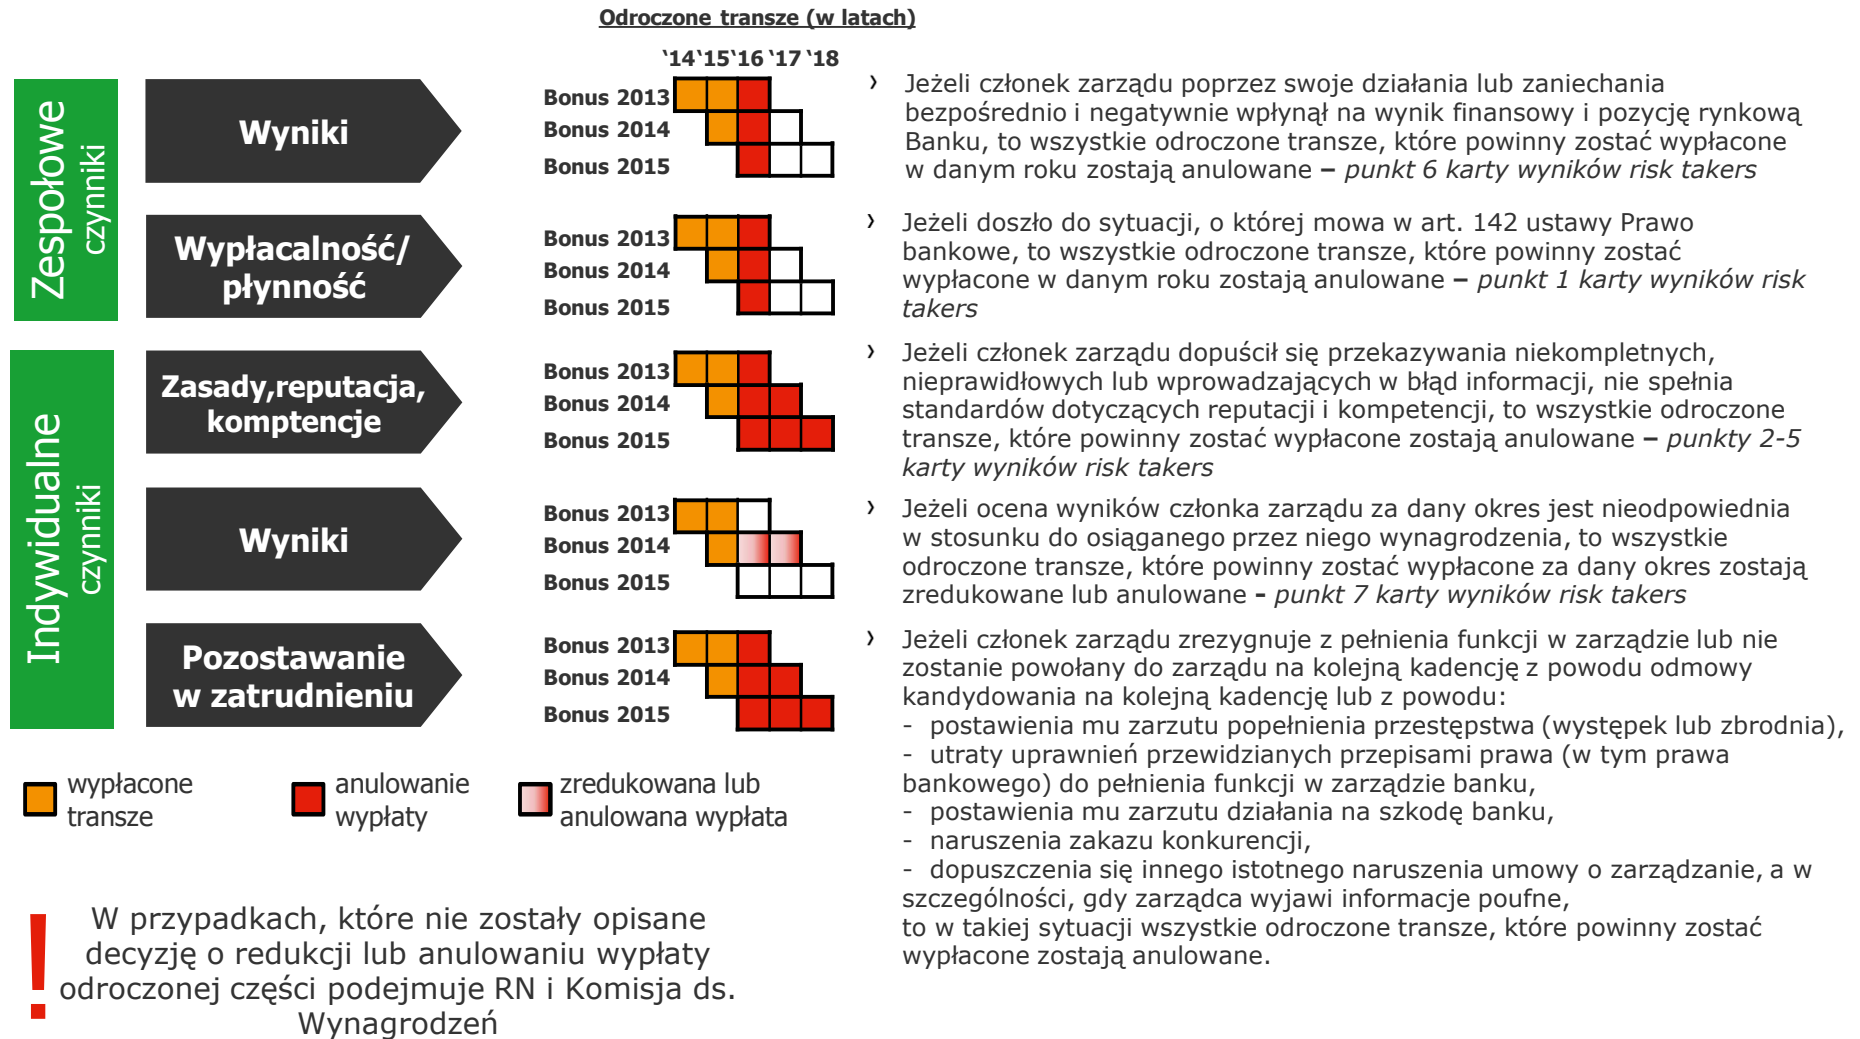 Odroczone transze (w latach)
‘14‘15‘16 ‘17 ‘18
Zespołowe
czynniki
Wyniki
Bonus 2013
Bonus 2014
Bonus 2015
› Jeżeli członek zarządu poprzez swoje działania lub zaniechania
bezpośrednio i negatywnie wpłynął na wynik finansowy i pozycję rynkową
Banku, to wszystkie odroczone transze, które powinny zostać wypłacone
w danym roku zostają anulowane – punkt 6 karty wyników risk takers
Wypłacalność/
płynność
Bonus 2013
Bonus 2014
Bonus 2015
› Jeżeli doszło do sytuacji, o której mowa w art. 142 ustawy Prawo
bankowe, to wszystkie odroczone transze, które powinny zostać
wypłacone w danym roku zostają anulowane – punkt 1 karty wyników risk
takers
Indywidualne
czynniki
Zasady,reputacja,
komptencje
Bonus 2013
Bonus 2014
Bonus 2015
› Jeżeli członek zarządu dopuścił się przekazywania niekompletnych,
nieprawidłowych lub wprowadzających w błąd informacji, nie spełnia
standardów dotyczących reputacji i kompetencji, to wszystkie odroczone
transze, które powinny zostać wypłacone zostają anulowane – punkty 2-5
karty wyników risk takers
Wyniki
Bonus 2013
Bonus 2014
Bonus 2015
› Jeżeli ocena wyników członka zarządu za dany okres jest nieodpowiednia
w stosunku do osiąganego przez niego wynagrodzenia, to wszystkie
odroczone transze, które powinny zostać wypłacone za dany okres zostają
zredukowane lub anulowane - punkt 7 karty wyników risk takers
Pozostawanie
w zatrudnieniu
Bonus 2013
Bonus 2014
Bonus 2015
› Jeżeli członek zarządu zrezygnuje z pełnienia funkcji w zarządzie lub nie
zostanie powołany do zarządu na kolejną kadencję z powodu odmowy
kandydowania na kolejną kadencję lub z powodu:
- postawienia mu zarzutu popełnienia przestępstwa (występek lub zbrodnia),
- utraty uprawnień przewidzianych przepisami prawa (w tym prawa
bankowego) do pełnienia funkcji w zarządzie banku,
- postawienia mu zarzutu działania na szkodę banku,
- naruszenia zakazu konkurencji,
- dopuszczenia się innego istotnego naruszenia umowy o zarządzanie, a w
szczególności, gdy zarządca wyjawi informacje poufne,
to w takiej sytuacji wszystkie odroczone transze, które powinny zostać
wypłacone zostają anulowane.
wypłacone
transze
anulowanie
wypłaty
zredukowana lub
anulowana wypłata
!
W przypadkach, które nie zostały opisane
decyzję o redukcji lub anulowaniu wypłaty
odroczonej części podejmuje RN i Komisja ds.
Wynagrodzeń